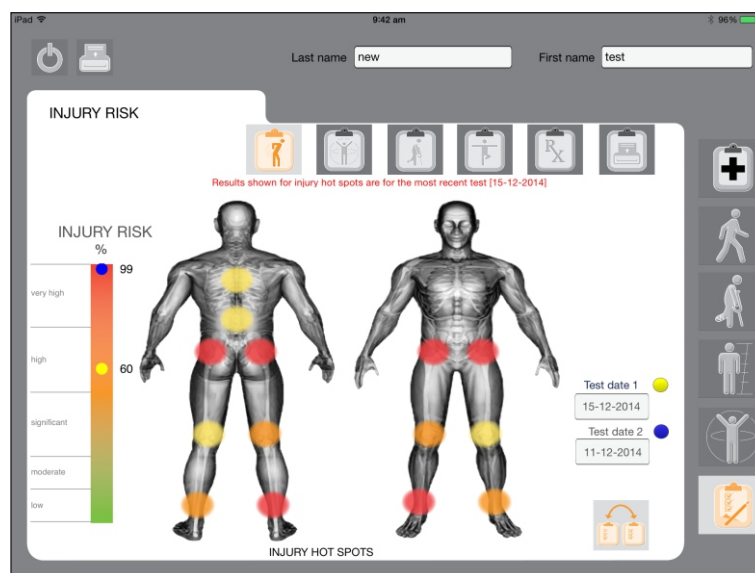 iPad 9:42 am 96%
Last name new First name test
INJURY RISK
Rx
Results shown for injury hot spots are for the most recent test [15-12-2014]
INJURY RISK
%
99
very high
high
60
significant
moderate
low
Test date 1
15-12-2014
Test date 2
11-12-2014
INJURY HOT SPOTS